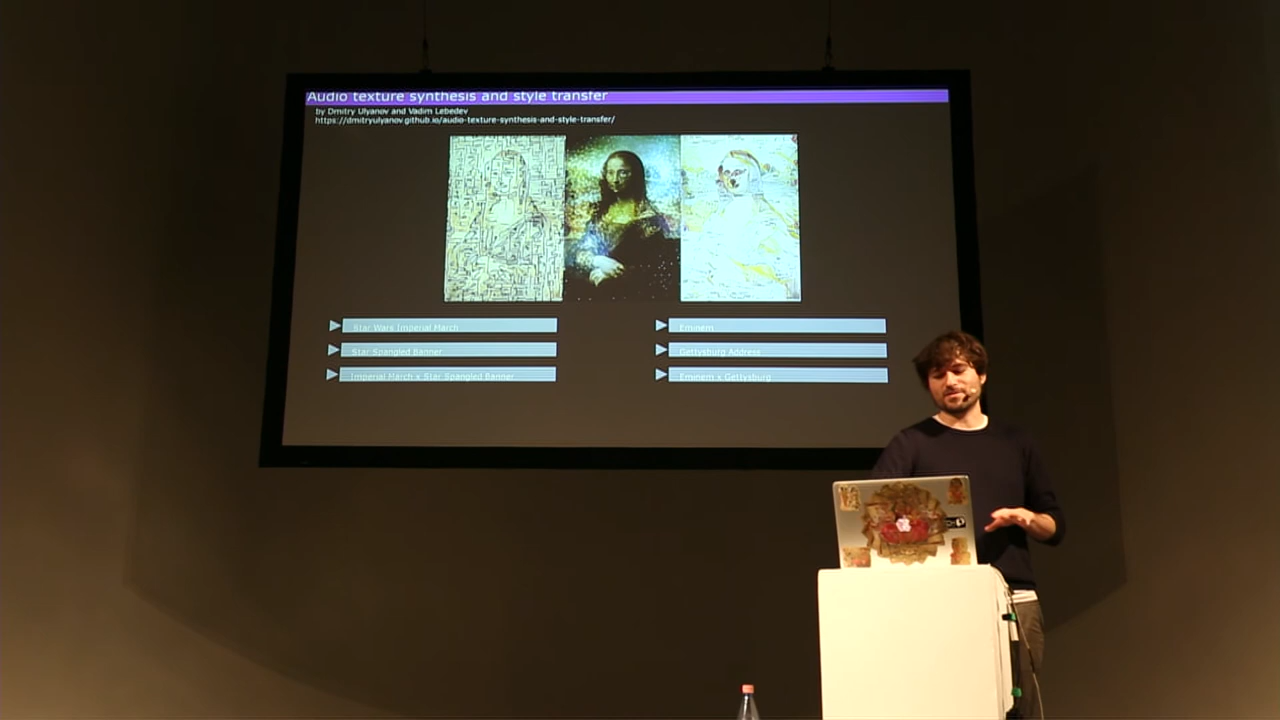 Audio texture synthesis and style transfer
by Dmitry Ulyanov and Vadim Lebedev
https://dmitryulyanov.github.io/audio-texture-synthesis-and-style-transfer/
Star Wars Imperial March
Star Spangled Banner
Imperial March x Star Spangled Banner
Eminem
Gettysburg Address
Eminem x Gettysburg